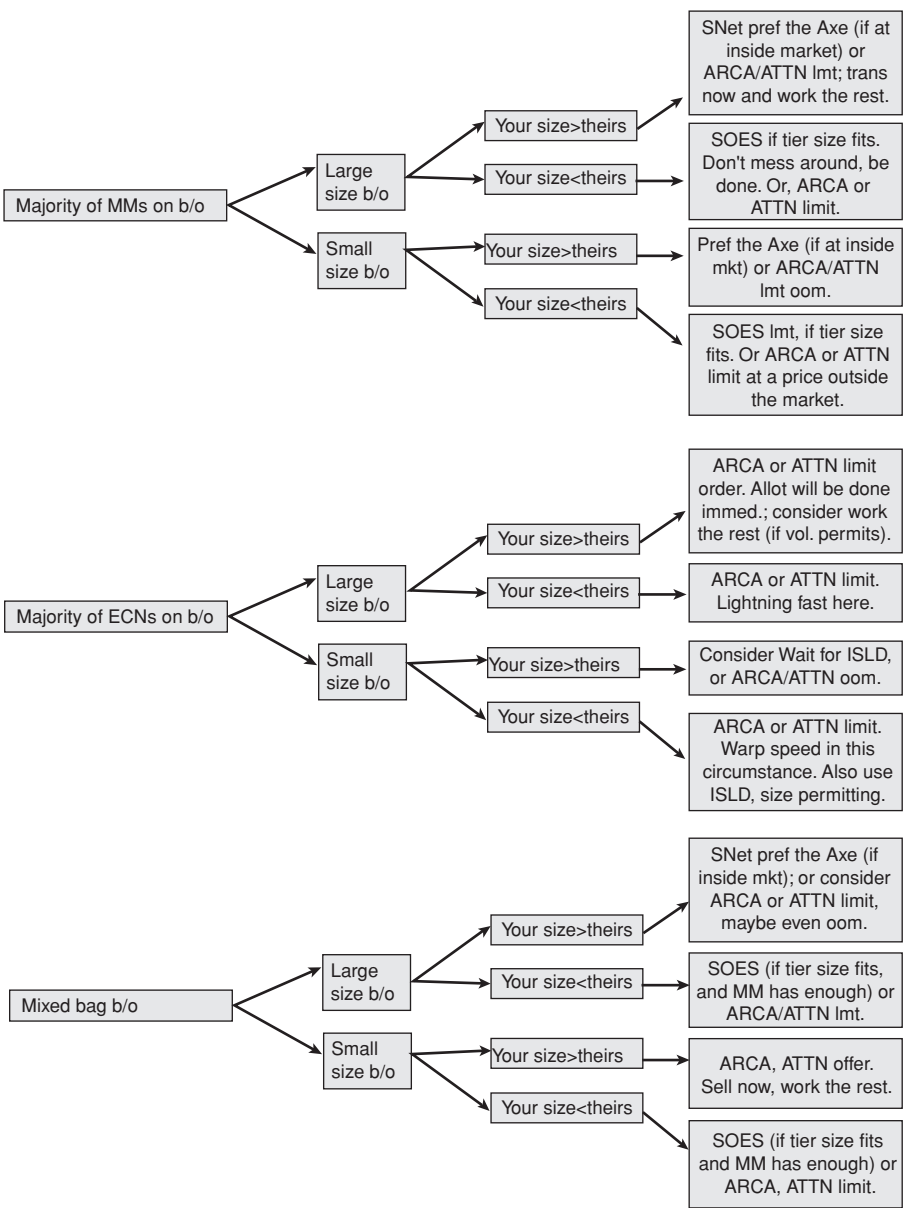 Majority of MMs on b/o
Large
size b/o
Your size>theirs
SNet pref the Axe (if at
inside market) or
ARCA/ATTN lmt; trans
now and work the rest.
Your size<theirs
SOES if tier size fits.
Don't mess around, be
done. Or, ARCA or
ATTN limit.
Small
size b/o
Your size>theirs
Pref the Axe (if at inside
mkt) or ARCA/ATTN
lmt oom.
Your size<theirs
SOES lmt, if tier size
fits. Or ARCA or ATTN
limit at a price outside
the market.
Majority of ECNs on b/o
Large
size b/o
Your size>theirs
ARCA or ATTN limit
order. Allot will be done
immed.; consider work
the rest (if vol. permits).
Your size<theirs
ARCA or ATTN limit.
Lightning fast here.
Small
size b/o
Your size>theirs
Consider Wait for ISLD,
or ARCA/ATTN oom.
Your size<theirs
ARCA or ATTN limit.
Warp speed in this
circumstance. Also use
ISLD, size permitting.
Mixed bag b/o
Large
size b/o
Your size>theirs
SNet pref the Axe (if
inside mkt); or consider
ARCA or ATTN limit,
maybe even oom.
Your size<theirs
SOES (if tier size fits,
and MM has enough) or
ARCA/ATTN lmt.
Small
size b/o
Your size>theirs
ARCA, ATTN offer.
Sell now, work the rest.
Your size<theirs
SOES (if tier size fits
and MM has enough) or
ARCA, ATTN limit.